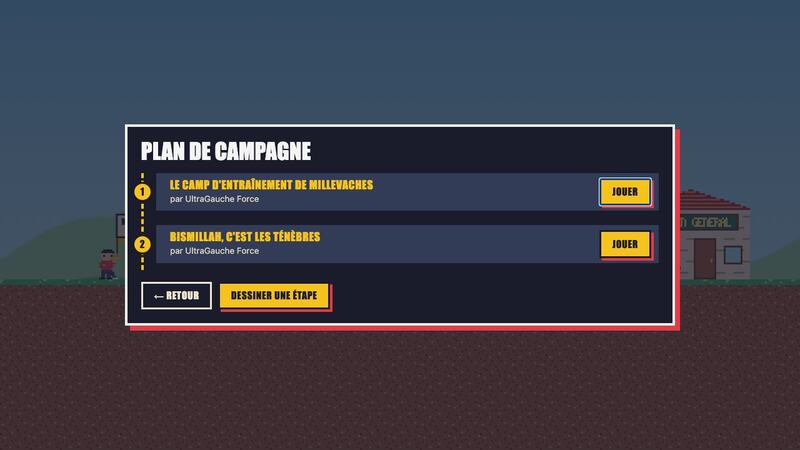 PLAN DE CAMPAGNE
1
LE CAMP D'ENTRAÎNEMENT DE MILLEVACHES
par UltraGauche Force
JOUER
2
BISMILLAH, C'EST LES TÉNÈBRES
par UltraGauche Force
JOUER
← RETOUR
DESSINER UNE ÉTAPE
GENERAL